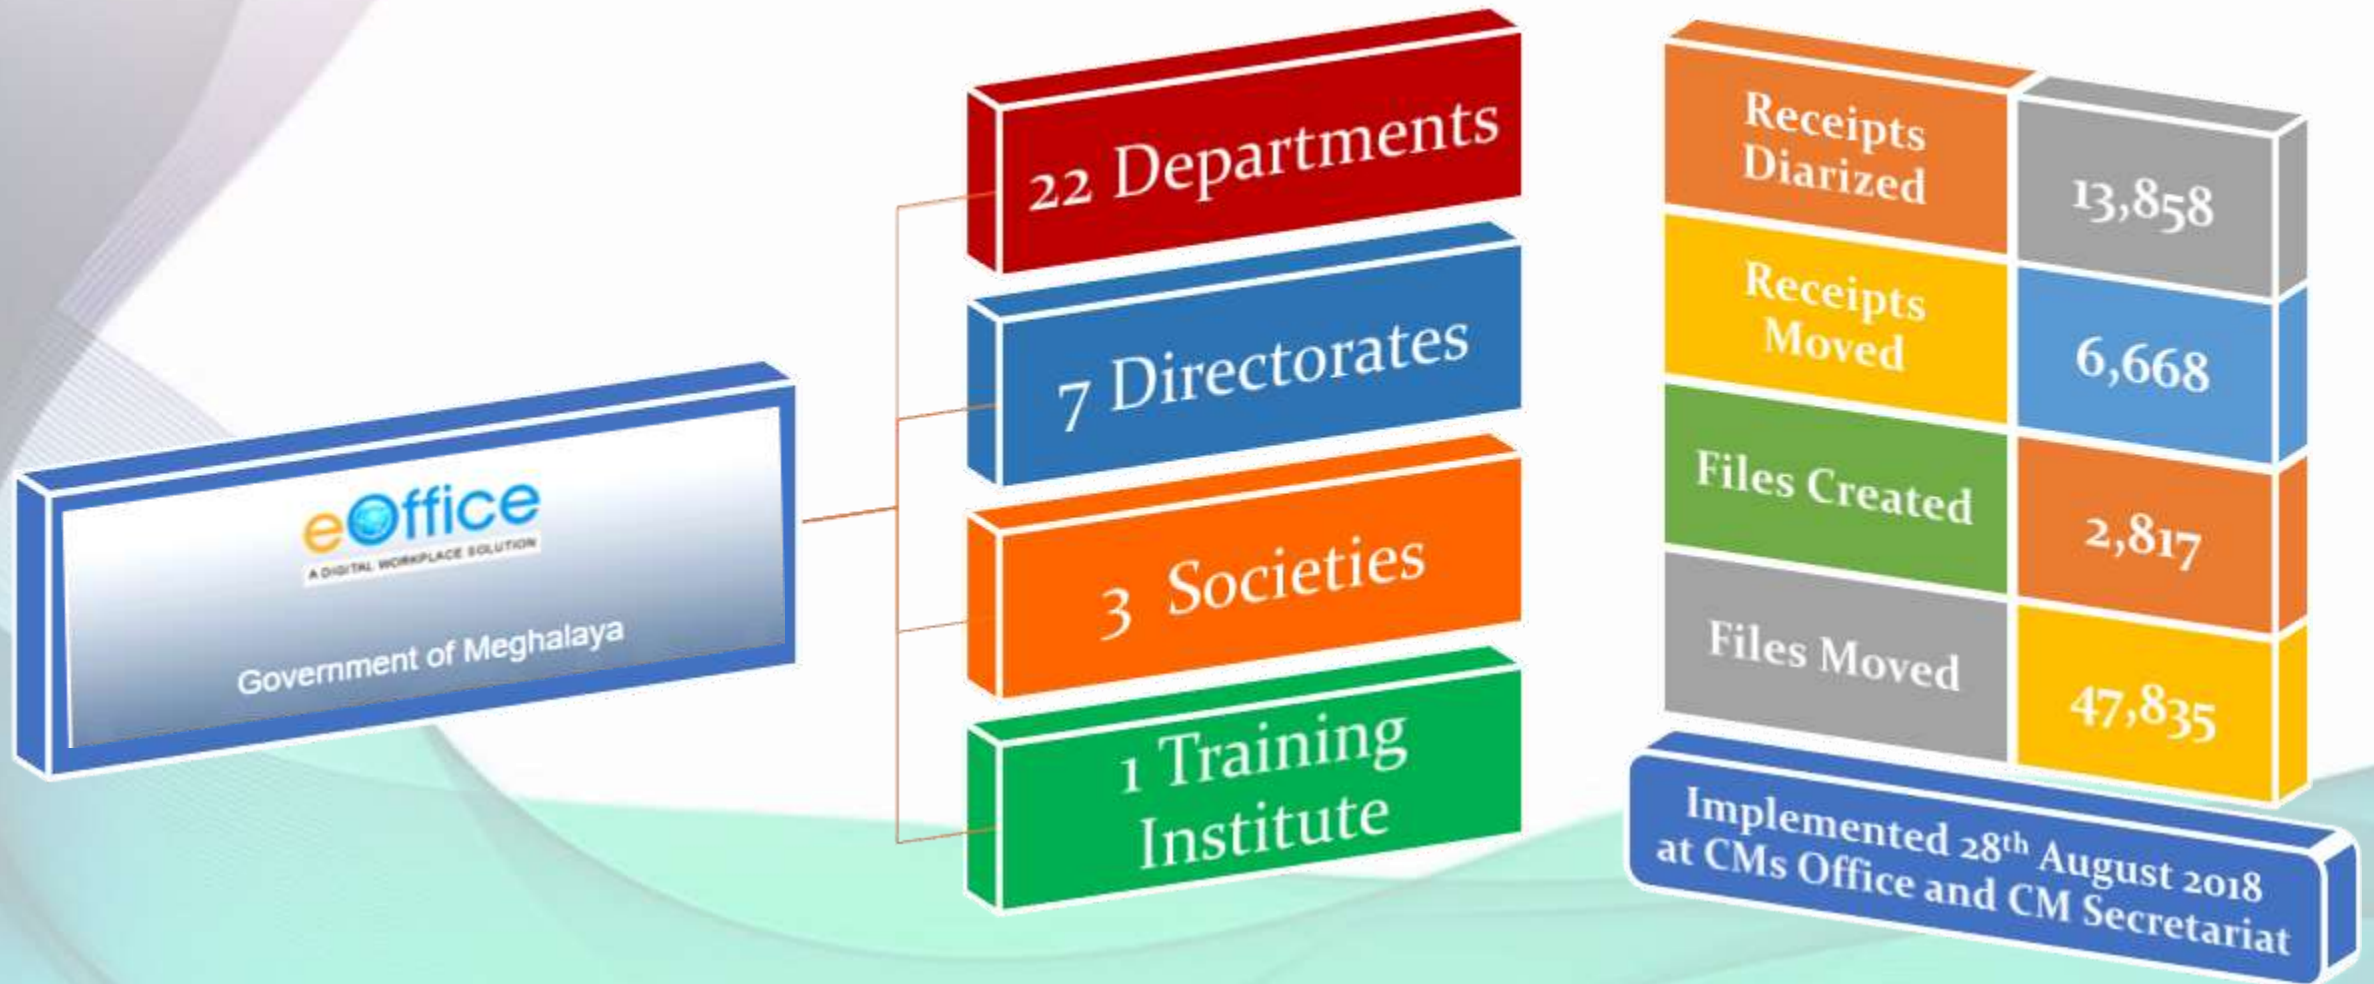 eOffice
A DIGITAL WORKPLACE SOLUTION
Government of Meghalaya
22 Departments
7 Directorates
3 Societies
1 Training
Institute
Receipts
Diarized
13,858
Receipts
Moved
6,668
Files Created
2,817
Files Moved
47,835
Implemented 28th August 2018
at CMs Office and CM Secretariat